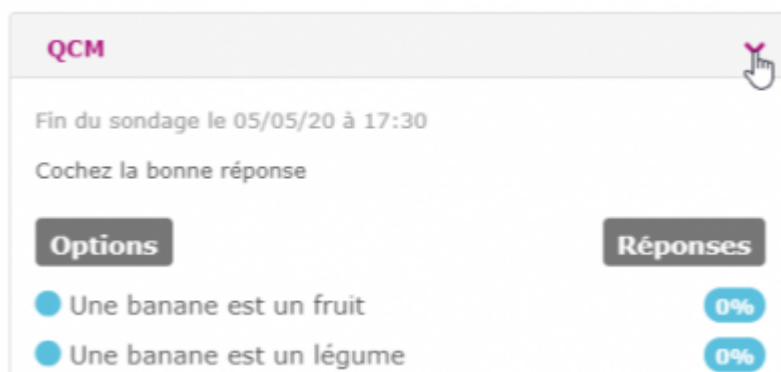 QCM
Fin du sondage le 05/05/20 à 17:30
Cochez la bonne réponse
Options Réponses
Une banane est un fruit 0%
Une banane est un légume 0%